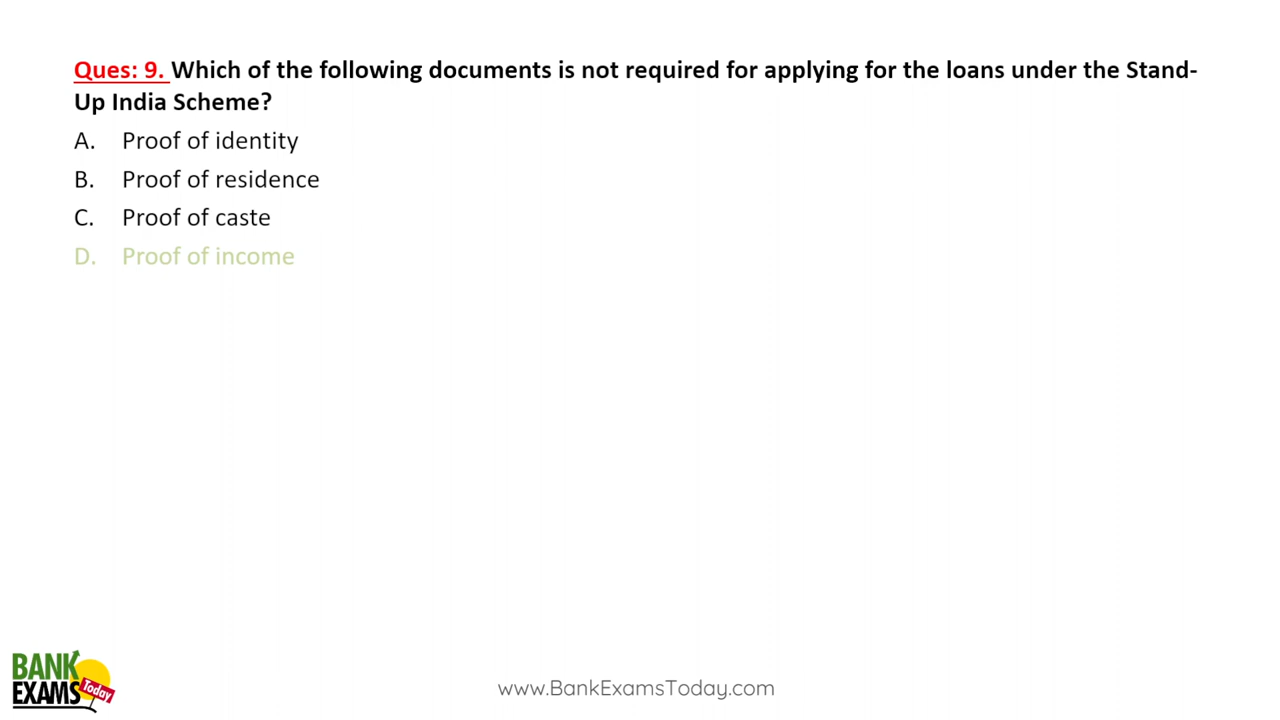 Ques: 9. Which of the following documents is not required for applying for the loans under the Stand-
Up India Scheme?
A. Proof of identity
B. Proof of residence
C. Proof of caste
D. Proof of income
BANK
EXAMS Today
www.BankExamsToday.com